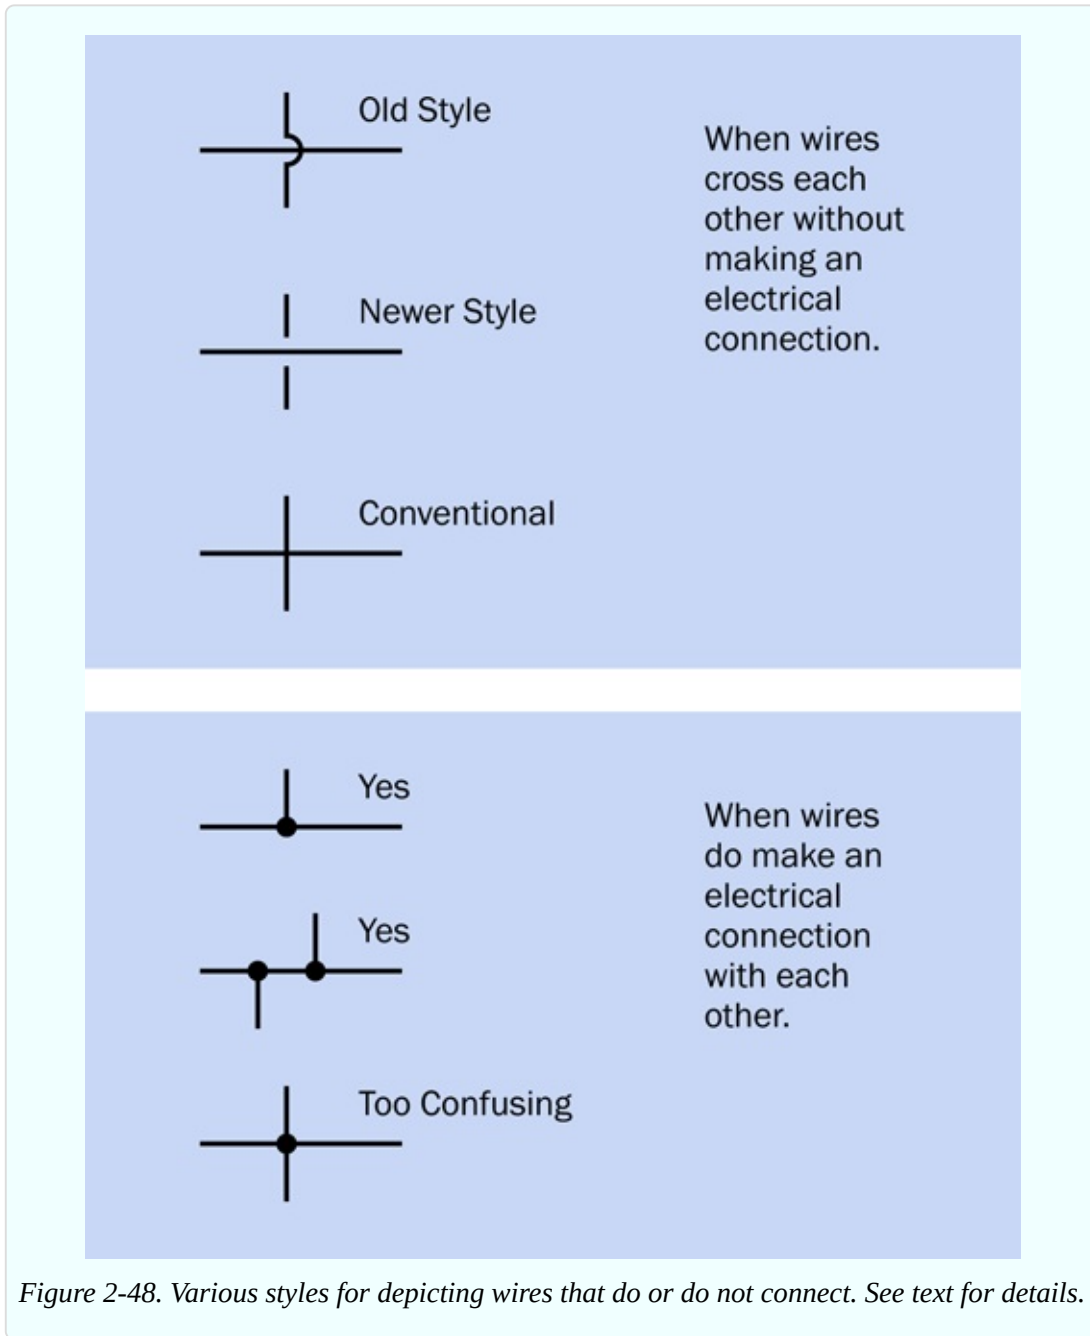 Old Style
When wires
cross each
other without
making an
electrical
connection.
Newer Style
Conventional
Yes
When wires
do make an
electrical
connection
with each
other.
Yes
Too Confusing
Figure 2-48. Various styles for depicting wires that do or do not connect. See text for details.